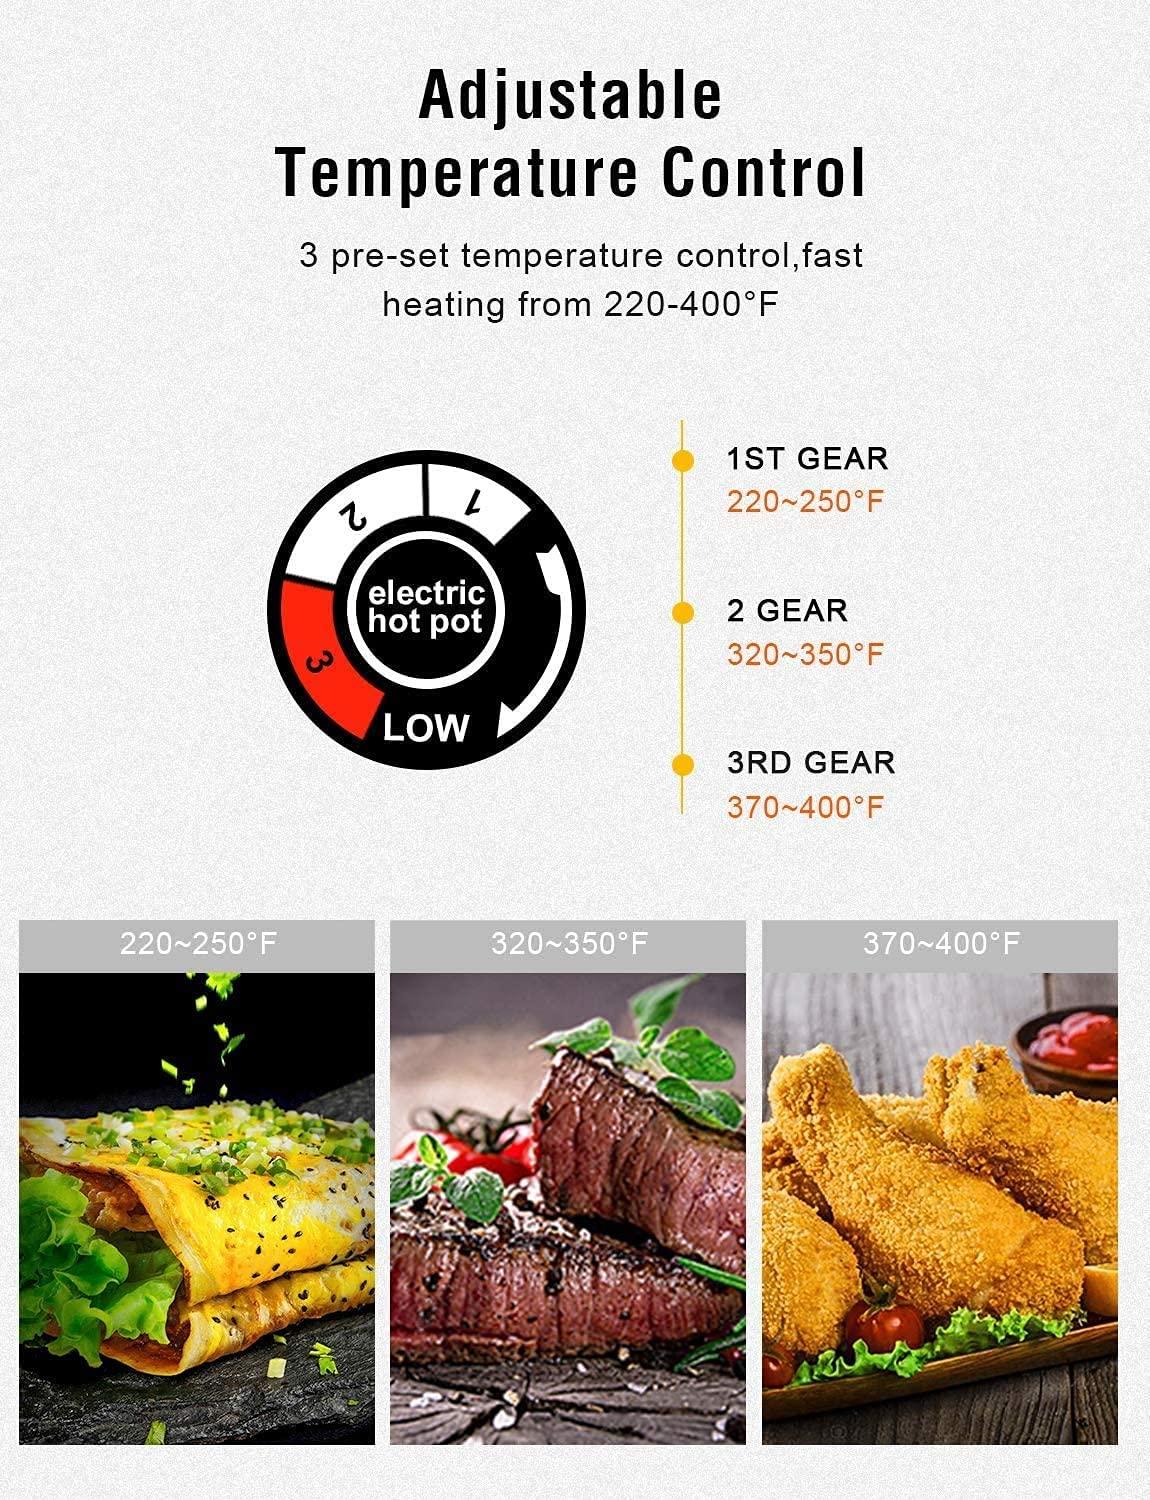 Adjustable
Temperature Control
3 pre-set temperature control,fast
heating from 220-400°F
1
2
3
electric
hot pot
LOW
1ST GEAR
220~250°F
2 GEAR
320~350°F
3RD GEAR
370~400°F
220~250°F
320~350°F
370~400°F